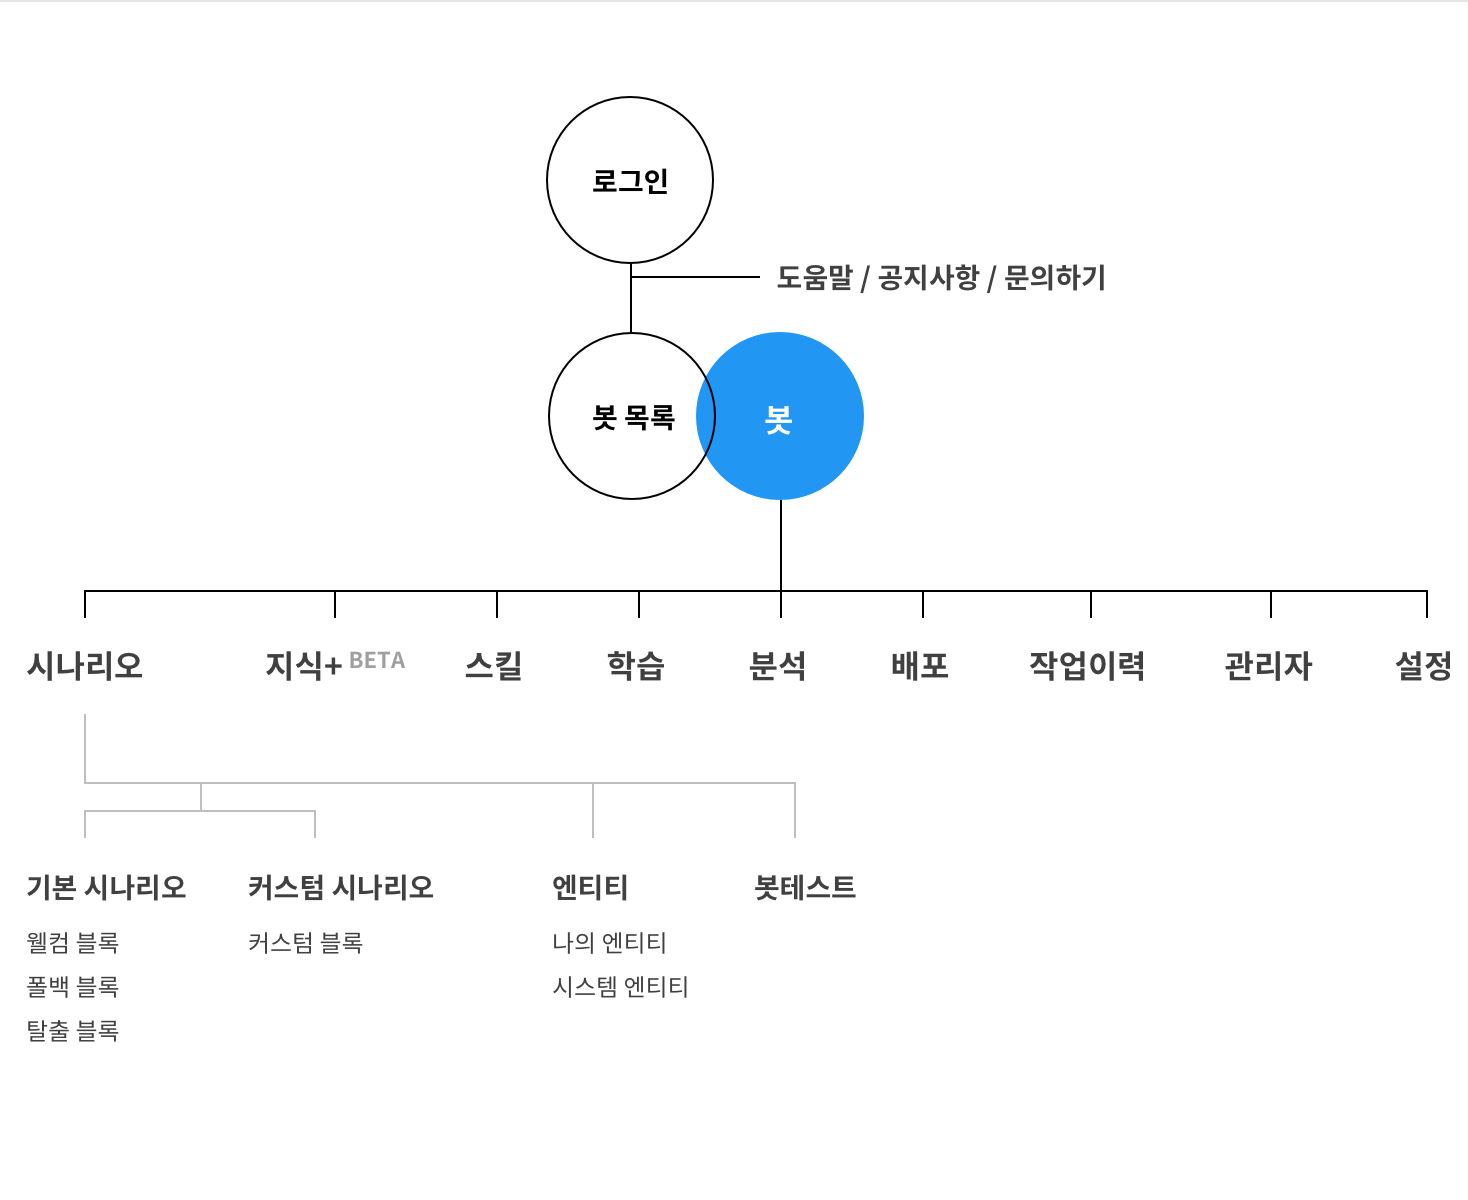 로그인
도움말 / 공지사항 / 문의하기
봇 목록
봇
시나리오
지식+ BETA
스킬
학습
분석
배포
작업이력
관리자
설정
기본 시나리오
웰컴 블록
폴백 블록
탈출 블록
커스텀 시나리오
커스텀 블록
엔티티
나의 엔티티
시스템 엔티티
봇테스트